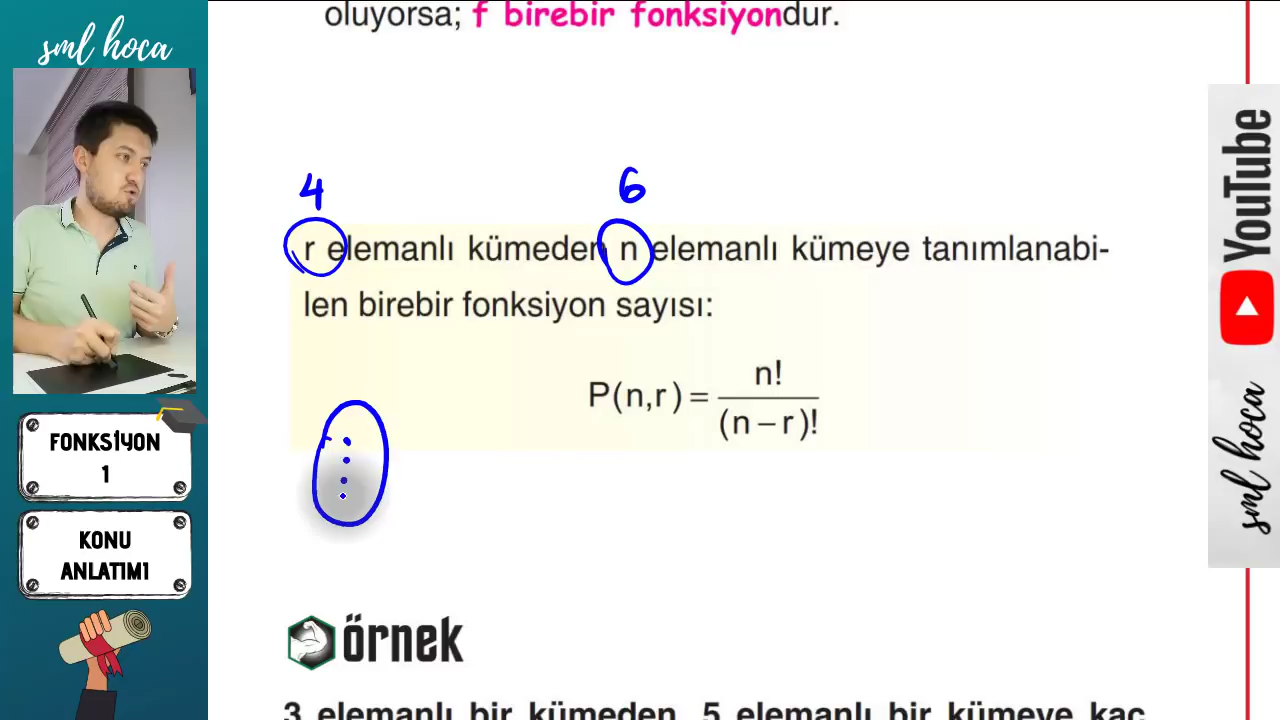 sml hoca
FONKSİYON
1
KONU
ANLATIMI
oluyorsa; f birebir fonksiyondur.
4 6
r elemanlı kümeden n elemanlı kümeye tanımlanabi-
len birebir fonksiyon sayısı:
P(n,r) = n! / (n – r)!
örnek
3 elemanlı bir kümeden, 5 elemanlı bir kümeye kaç
YouTube
sml hoca